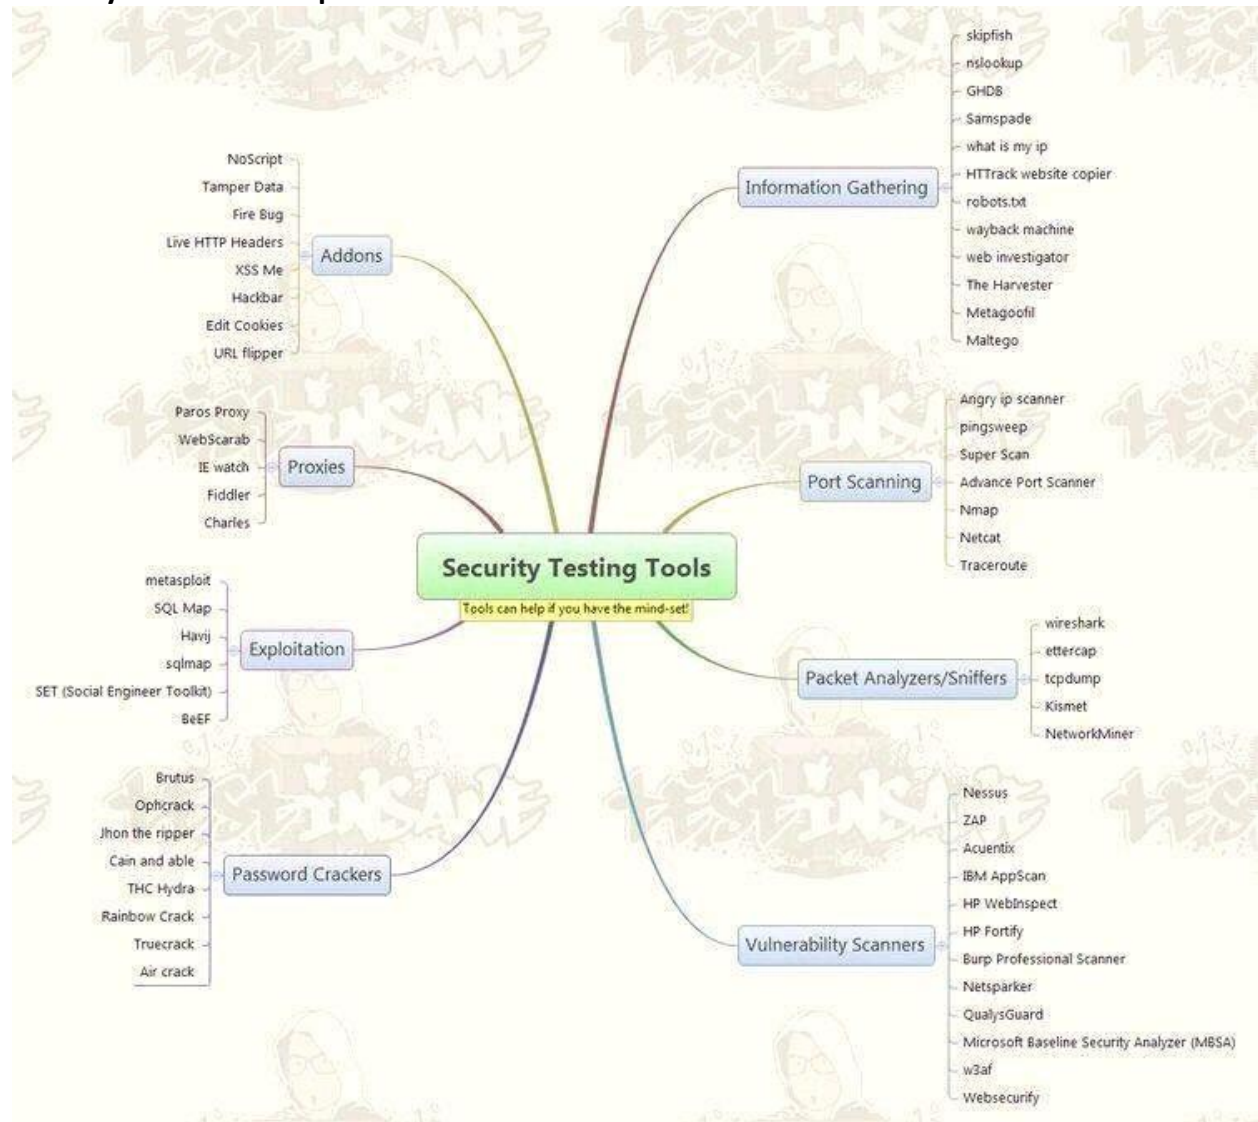 Security Testing Tools
Tools can help if you have the mind-set!
Information Gathering
skipfish
nslookup
GHDB
Samspade
what is my ip
HTTrack website copier
robots.txt
wayback machine
web investigator
The Harvester
Metagoofil
Maltego
Port Scanning
Angry ip scanner
pingsweep
Super Scan
Advance Port Scanner
Nmap
Netcat
Traceroute
Packet Analyzers/Sniffers
wireshark
ettercap
tcpdump
Kismet
NetworkMiner
Vulnerability Scanners
Nessus
ZAP
Acuentix
IBM AppScan
HP WebInspect
HP Fortify
Burp Professional Scanner
Netsparker
QualysGuard
Microsoft Baseline Security Analyzer (MBSA)
w3af
Websecurify
Addons
NoScript
Tamper Data
Fire Bug
Live HTTP Headers
XSS Me
Hackbar
Edit Cookies
URL flipper
Proxies
Paros Proxy
WebScarab
IE watch
Fiddler
Charles
Exploitation
metasploit
SQL Map
Havij
sqlmap
SET (Social Engineer Toolkit)
BeEF
Password Crackers
Brutus
Ophcrack
Jhon the ripper
Cain and able
THC Hydra
Rainbow Crack
Truecrack
Air crack
TEST INSANE